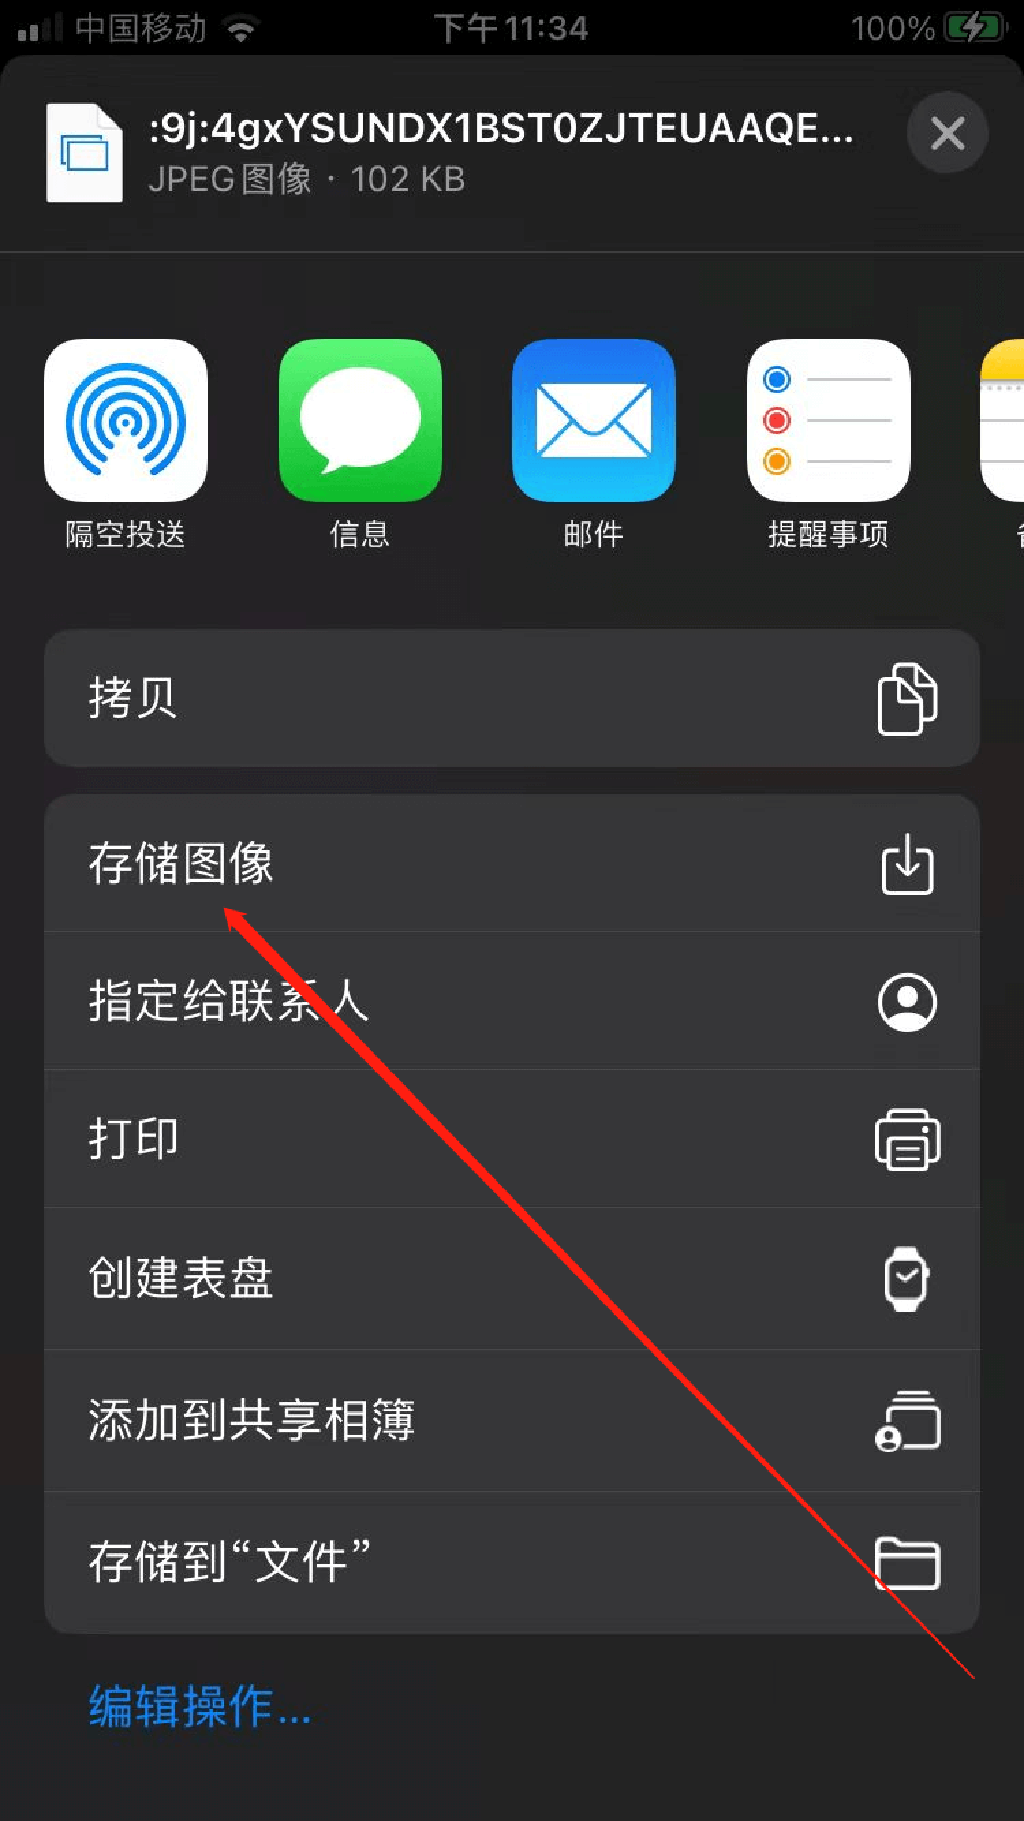 中国移动 下午11:34 100%
:9j:4gxYSUNDX1BST0ZJTEUAAQE...
JPEG图像 · 102 KB
隔空投送 信息 邮件 提醒事项
拷贝
存储图像
指定给联系人
打印
创建表盘
添加到共享相簿
存储到“文件”
编辑操作...